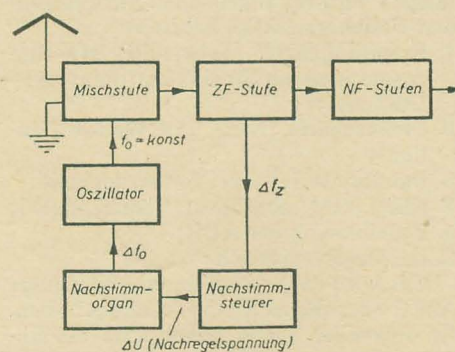 Mischstufe
ZF-Stufe
NF-Stufen
f₀ = konst
Oszillator
Δf_z
Δf₀
Nachstimm-
organ
Nachstimm-
steurer
ΔU (Nachregelspannung)